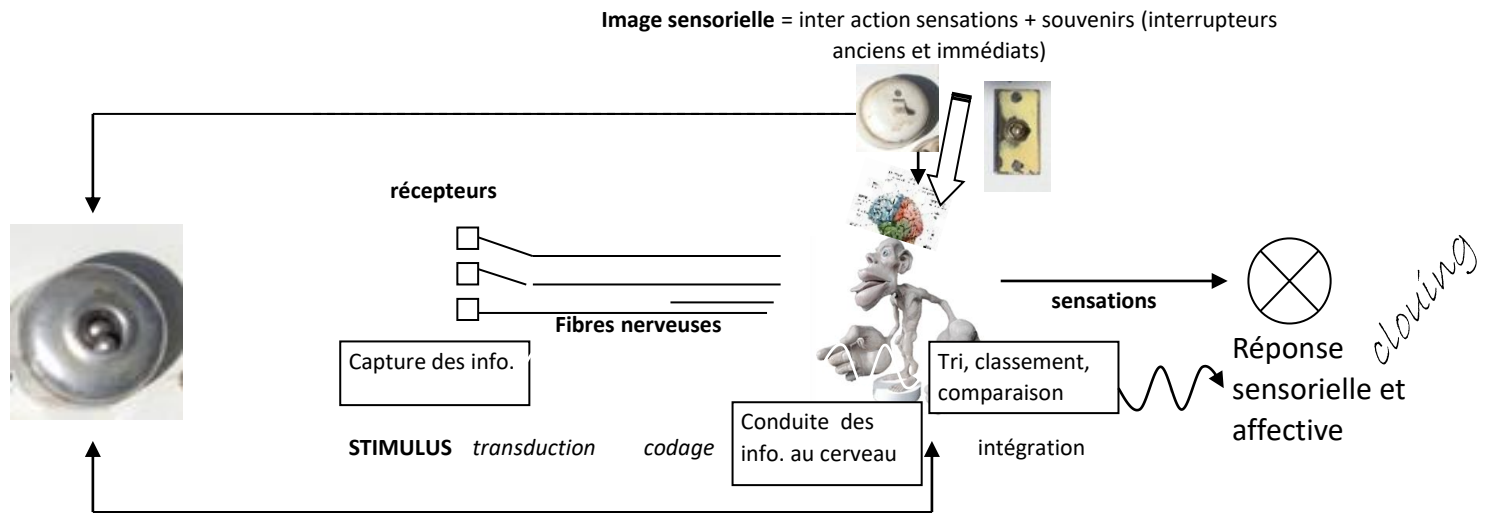 Image sensorielle = inter action sensations + souvenirs (interrupteurs
anciens et immédiats)
récepteurs
Fibres nerveuses
sensations
clouing
Capture des info.
Tri, classement,
comparaison
Réponse
sensorielle et
affective
Conduite des
info. au cerveau
STIMULUS transduction codage
intégration